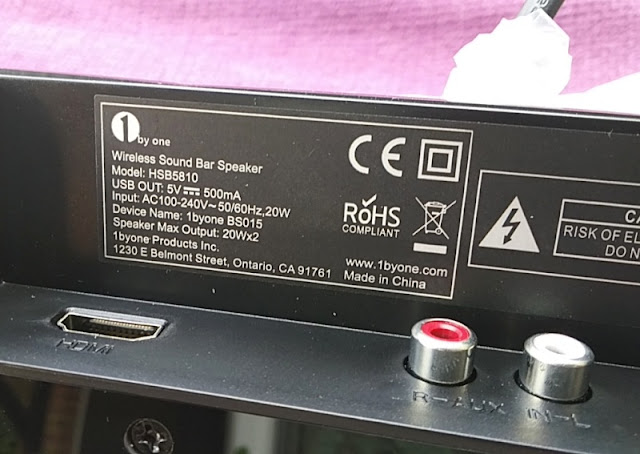 1 by one
Wireless Sound Bar Speaker
Model: HSB5810
USB OUT: 5V⎓500mA
Input: AC100-240V~50/60Hz,20W
Device Name: 1byone BS015
Speaker Max Output: 20Wx2
1byone Products Inc.
1230 E Belmont Street, Ontario, CA 91761
CE
RoHS
COMPLIANT
www.1byone.com
Made in China
RISK OF
DO
HDMI
R-AUX IN-L